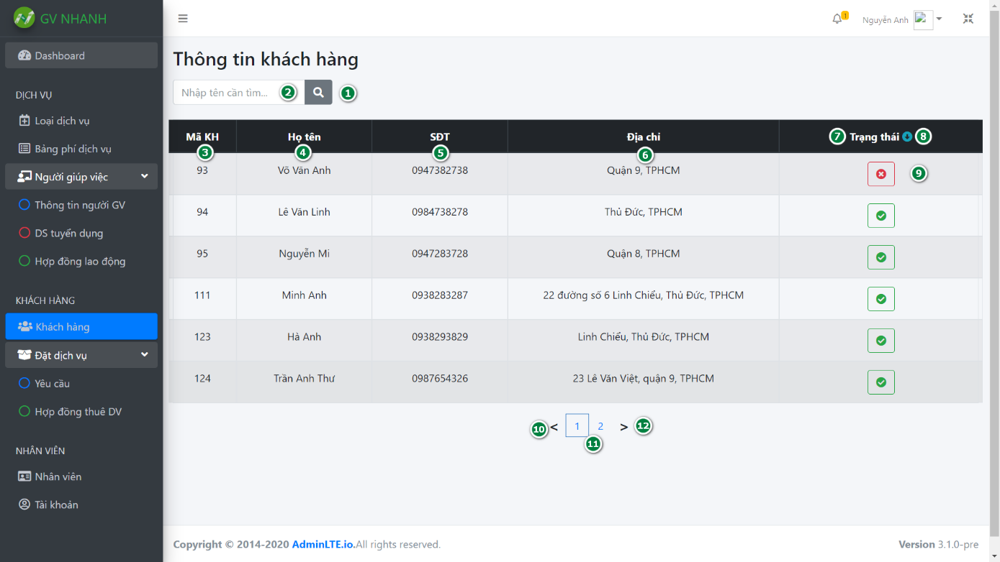 GV NHANH
1
Nguyễn Anh
Dashboard
DỊCH VỤ
Loại dịch vụ
Bảng phí dịch vụ
Người giúp việc
Thông tin người GV
DS tuyển dụng
Hợp đồng lao động
KHÁCH HÀNG
Khách hàng
Đặt dịch vụ
Yêu cầu
Hợp đồng thuê DV
NHÂN VIÊN
Nhân viên
Tài khoản
Thông tin khách hàng
Nhập tên cần tìm... 2 1
Mã KH Họ tên SĐT Địa chỉ 7 Trạng thái 8
3 4 5 6
93 Võ Văn Anh 0947382738 Quận 9, TPHCM 9
94 Lê Văn Linh 0984738278 Thủ Đức, TPHCM
95 Nguyễn Mi 0947283728 Quận 8, TPHCM
111 Minh Anh 0938283287 22 đường số 6 Linh Chiểu, Thủ Đức, TPHCM
123 Hà Anh 0938293829 Linh Chiểu, Thủ Đức, TPHCM
124 Trần Anh Thư 0987654326 23 Lê Văn Việt, quận 9, TPHCM
10 < 1 2 > 12
11
Copyright © 2014-2020 AdminLTE.io.All rights reserved. Version 3.1.0-pre